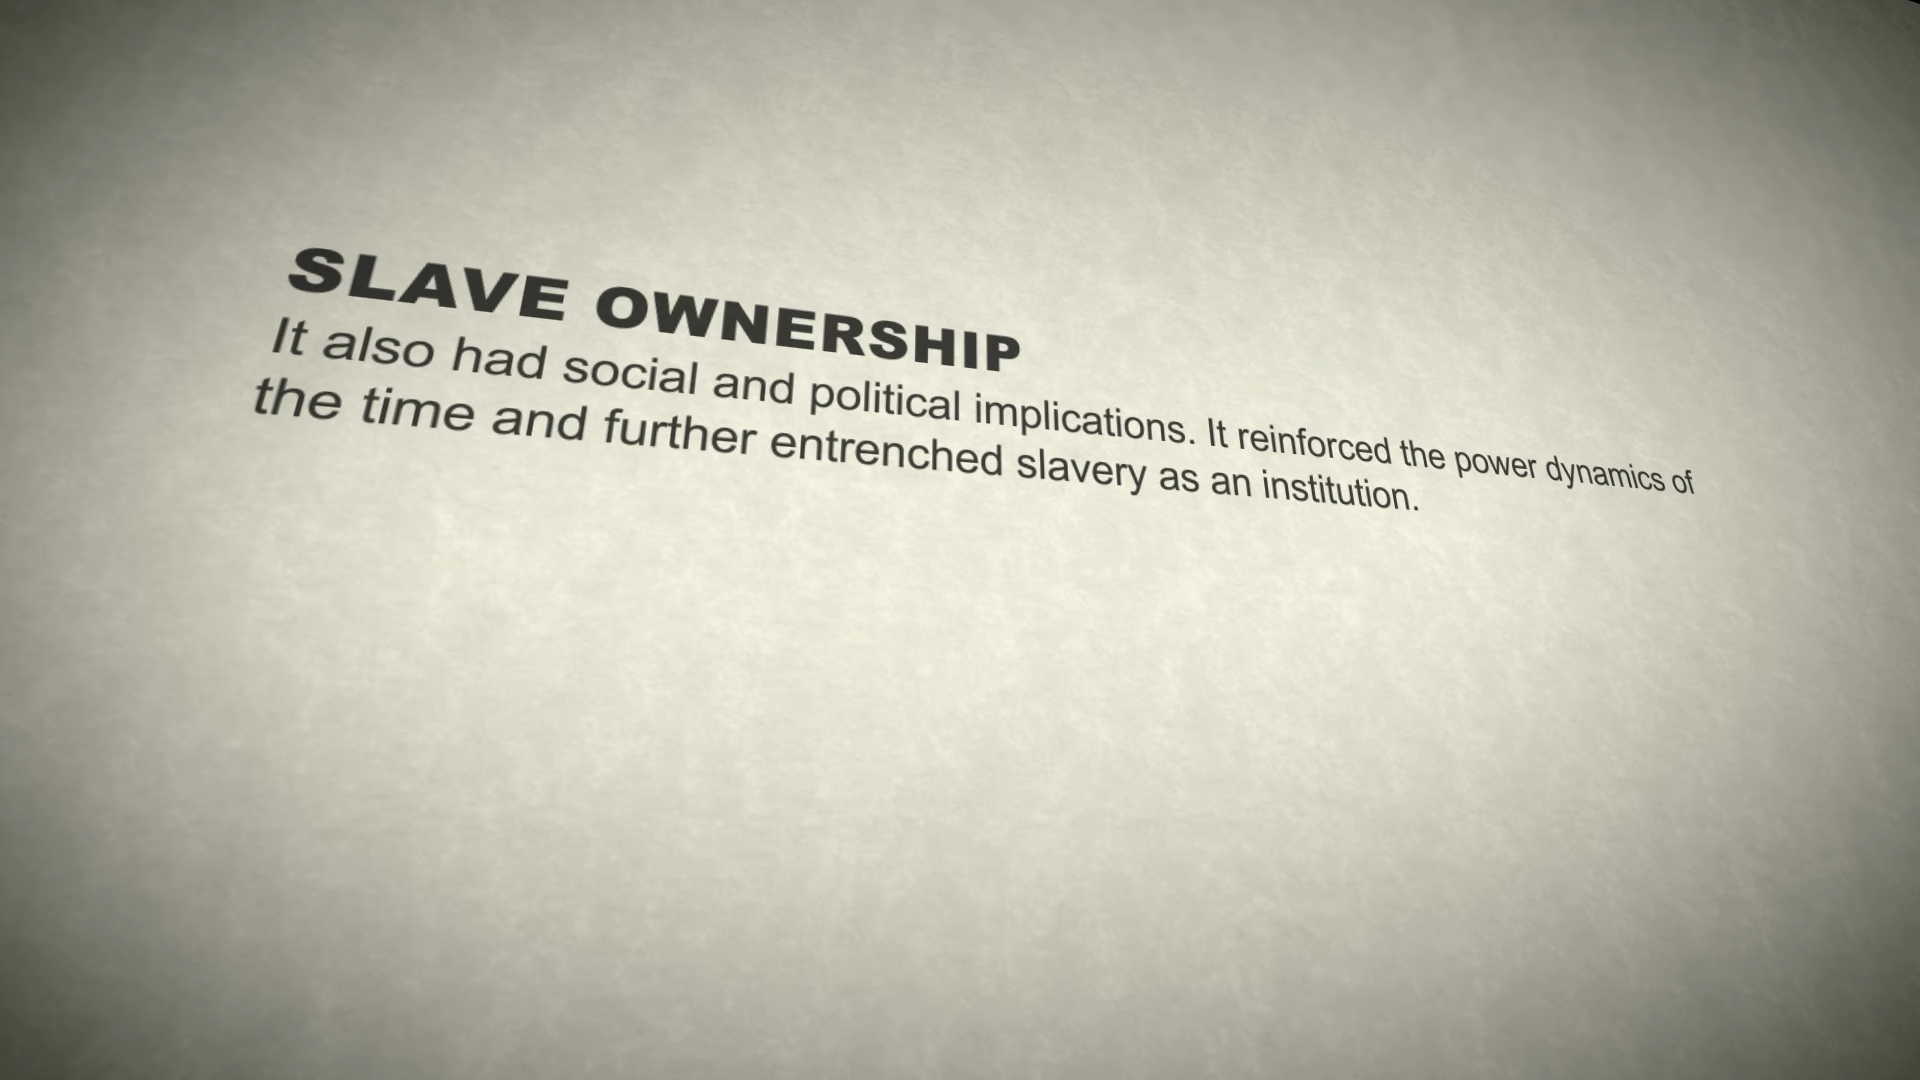 SLAVE OWNERSHIP
It also had social and political implications. It reinforced the power dynamics of
the time and further entrenched slavery as an institution.